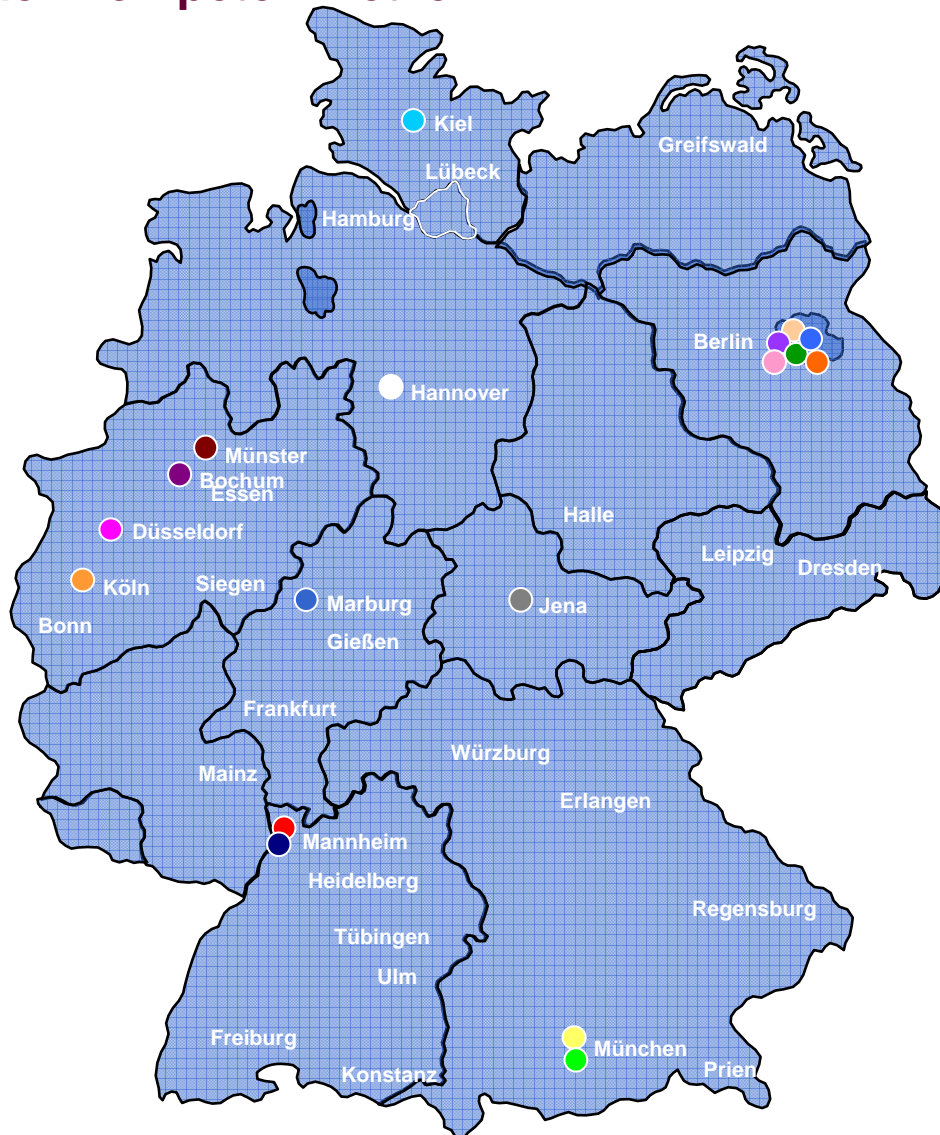 Kiel
Greifswald
Lübeck
Hamburg
Berlin
Hannover
Münster
Bochum
Essen
Halle
Düsseldorf
Leipzig
Dresden
Siegen
Köln
Marburg
Jena
Bonn
Gießen
Frankfurt
Würzburg
Mainz
Erlangen
Mannheim
Heidelberg
Regensburg
Tübingen
Ulm
Freiburg
München
Prien
Konstanz